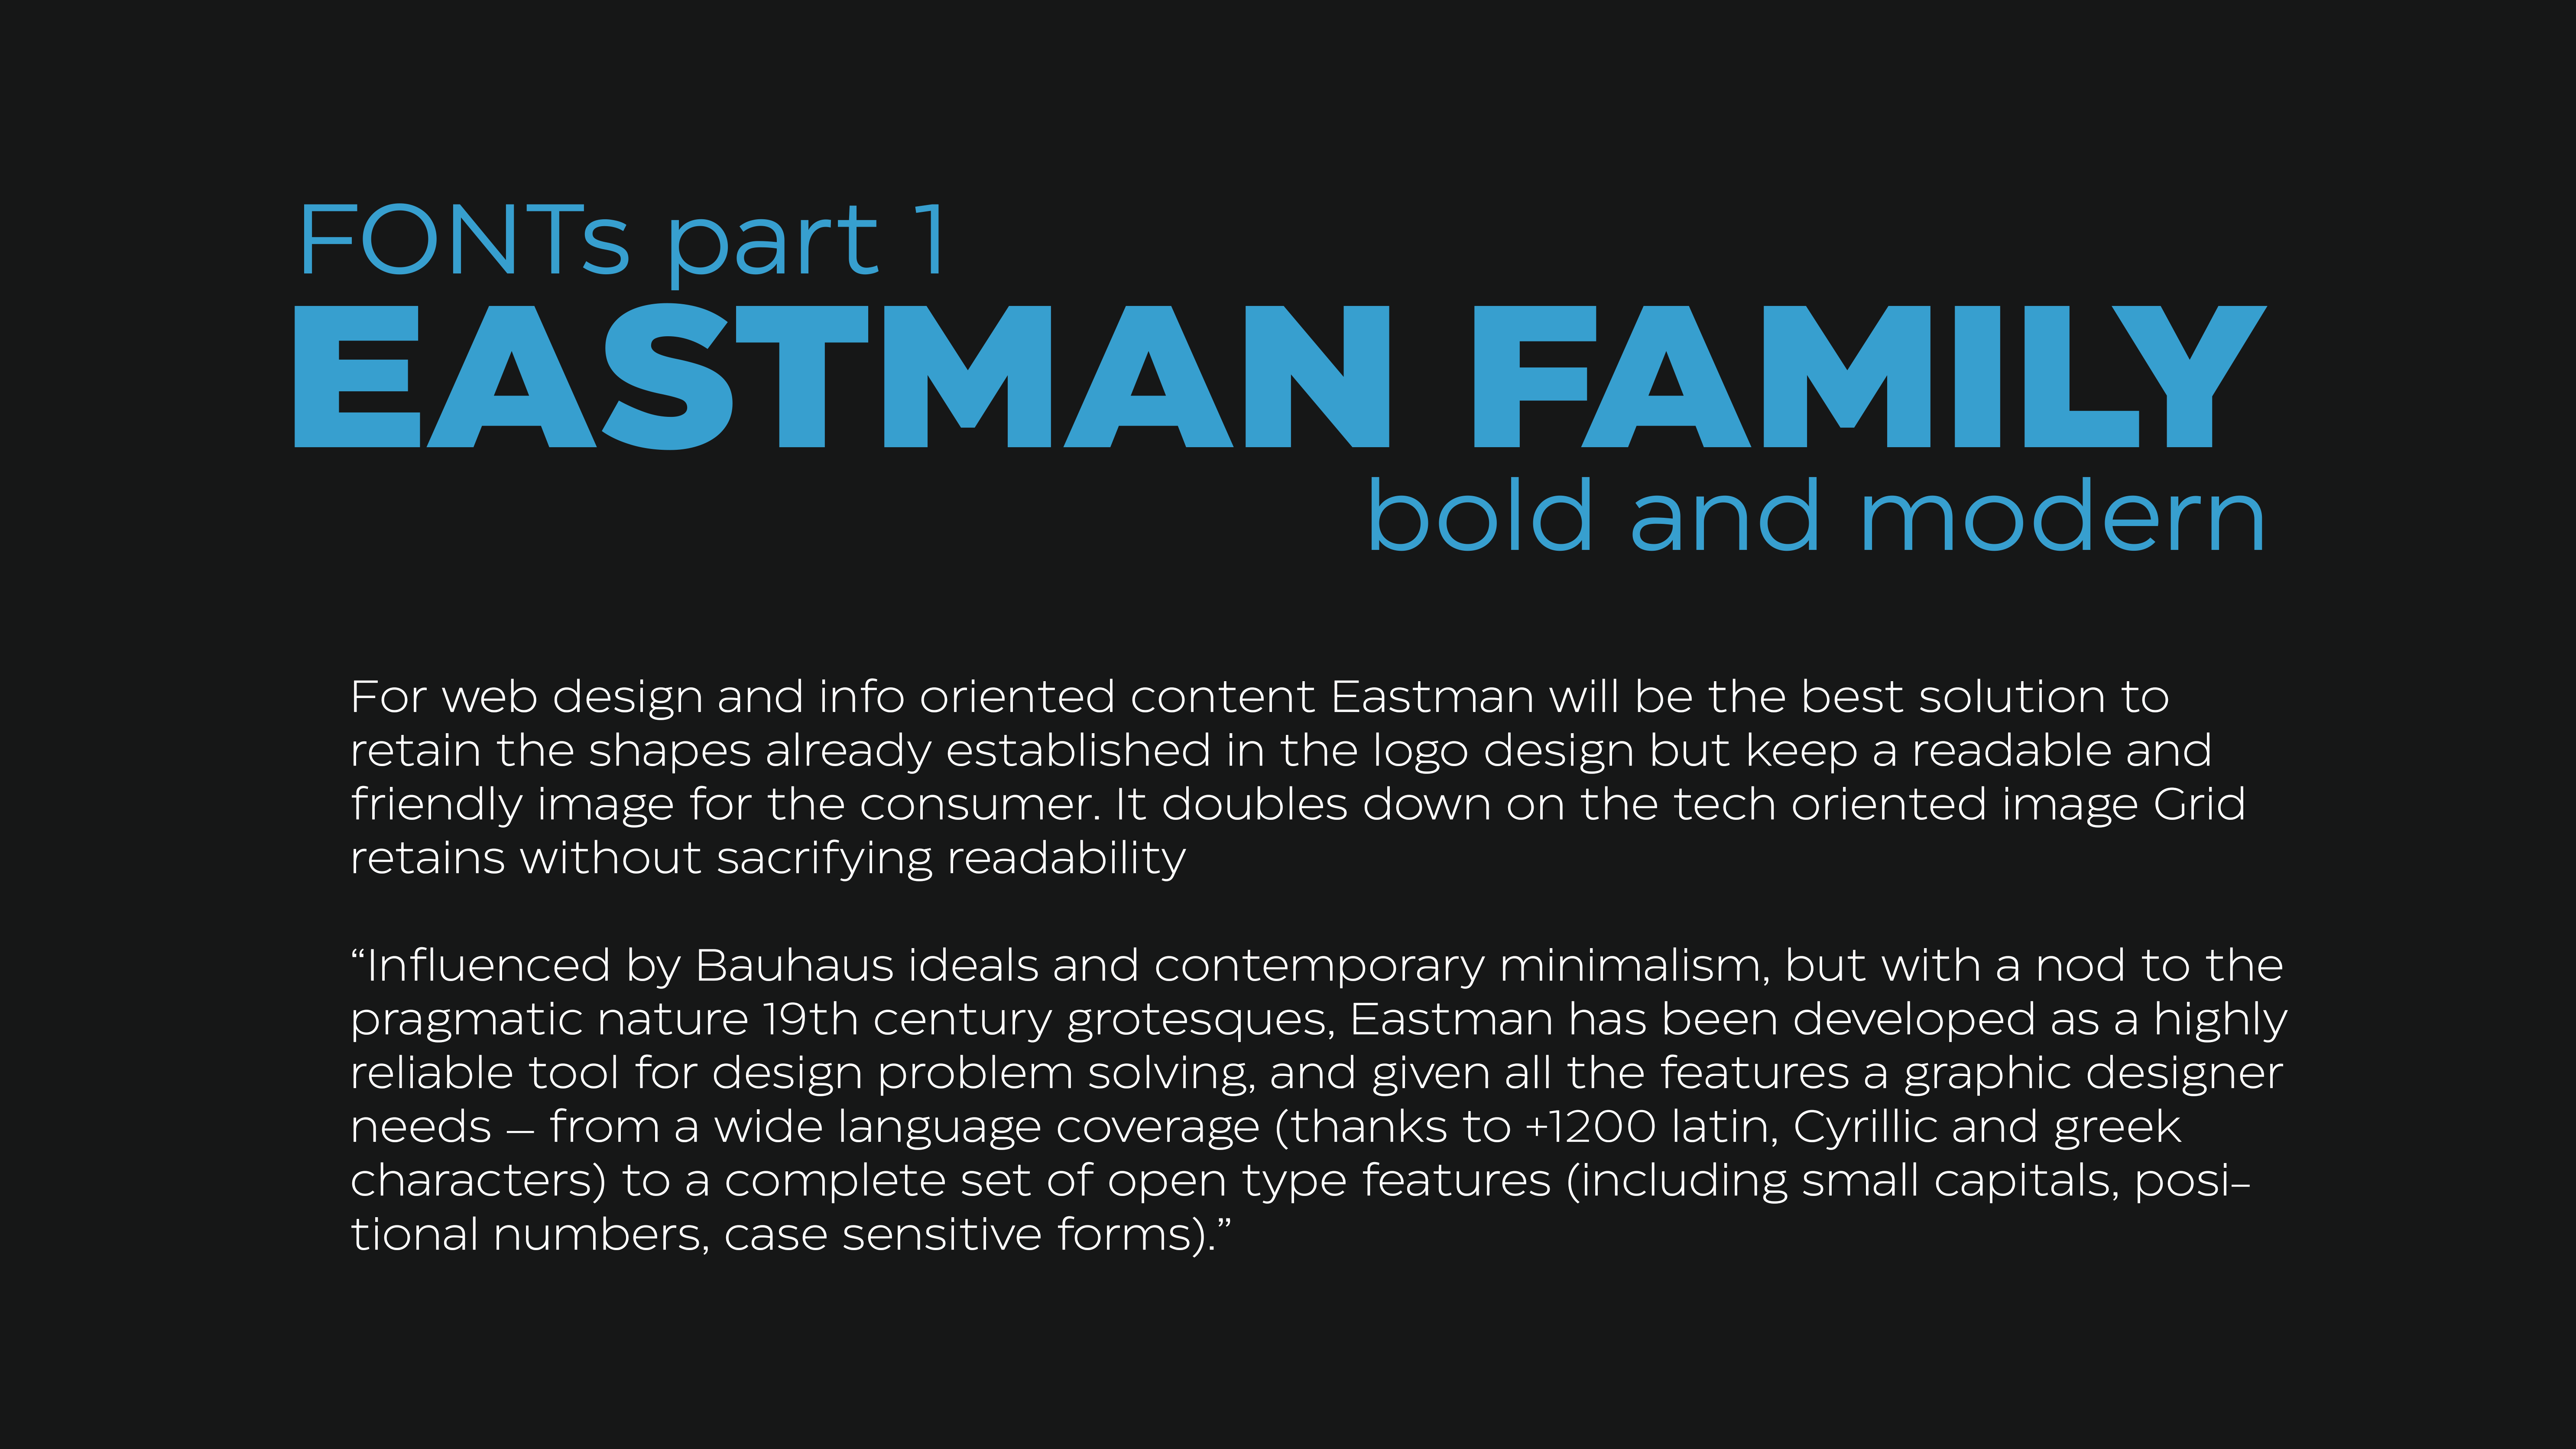 FONTs part 1
EASTMAN FAMILY
bold and modern
For web design and info oriented content Eastman will be the best solution to
retain the shapes already established in the logo design but keep a readable and
friendly image for the consumer. It doubles down on the tech oriented image Grid
retains without sacrifying readability
“Influenced by Bauhaus ideals and contemporary minimalism, but with a nod to the
pragmatic nature 19th century grotesques, Eastman has been developed as a highly
reliable tool for design problem solving, and given all the features a graphic designer
needs – from a wide language coverage (thanks to +1200 latin, Cyrillic and greek
characters) to a complete set of open type features (including small capitals, posi-
tional numbers, case sensitive forms).”